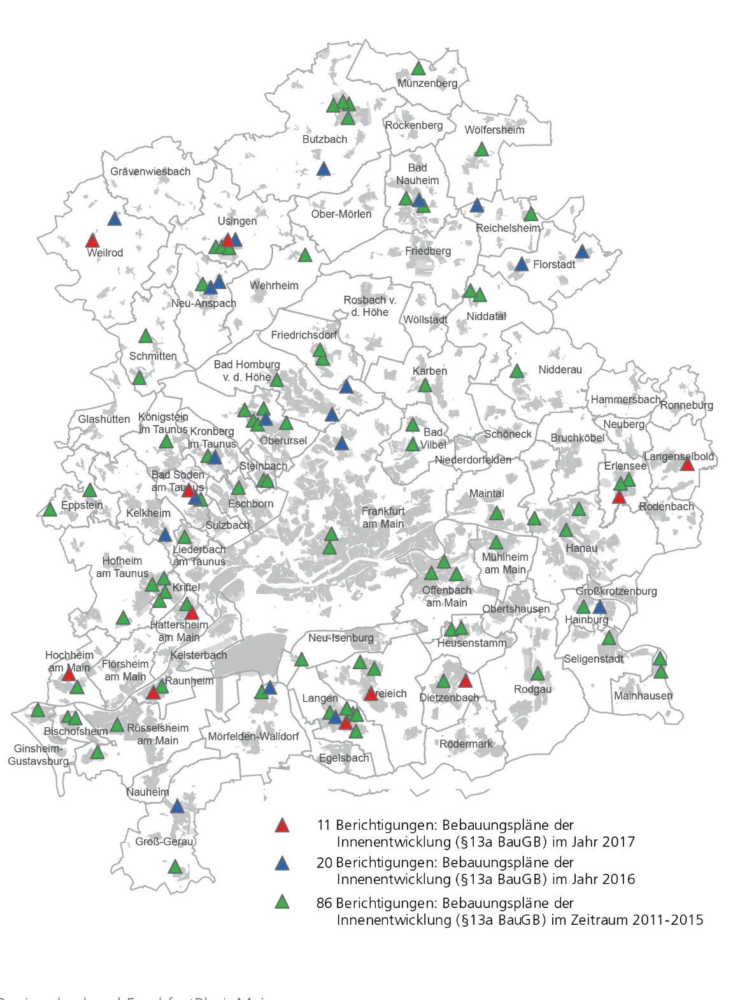 Münzenberg
Rockenberg
Wölfersheim
Butzbach
Grävenwiesbach
Bad
Nauheim
Ober-Mörlen
Usingen
Reichelsheim
Weilrod
Friedberg
Florstadt
Wehrheim
Neu-Anspach
Rosbach v.
d. Höhe
Wöllstadt
Niddatal
Friedrichsdorf
Schmitten
Bad Homburg
v. d. Höhe
Karben
Nidderau
Hammersbach
Ronneburg
Glashütten
Königstein
im Taunus
Kronberg
im Taunus
Oberursel
Bad
Vilbel
Schöneck
Neuberg
Bruchköbel
Niederdorfelden
Langenselbold
Erlensee
Steinbach
Bad Soden
am Taunus
Eppstein
Kelkheim
Eschborn
Sulzbach
Frankfurt
am Main
Maintal
Rodenbach
Hanau
Liederbach
am Taunus
Hofheim
am Taunus
Mühlheim
am Main
Kriftel
Offenbach
am Main
Großkrotzenburg
Obertshausen
Hainburg
Hattersheim
am Main
Neu-Isenburg
Heusenstamm
Hochheim
am Main
Flörsheim
am Main
Kelsterbach
Seligenstadt
Raunheim
Langen
reieich
Dietzenbach
Rodgau
Mainhausen
Bischofsheim
Rüsselsheim
am Main
Mörfelden-Walldorf
Rödermark
Ginsheim-
Gustavsburg
Egelsbach
Nauheim
Groß-Gerau
11 Berichtigungen: Bebauungspläne der
Innenentwicklung (§13a BauGB) im Jahr 2017
20 Berichtigungen: Bebauungspläne der
Innenentwicklung (§13a BauGB) im Jahr 2016
86 Berichtigungen: Bebauungspläne der
Innenentwicklung (§13a BauGB) im Zeitraum 2011-2015